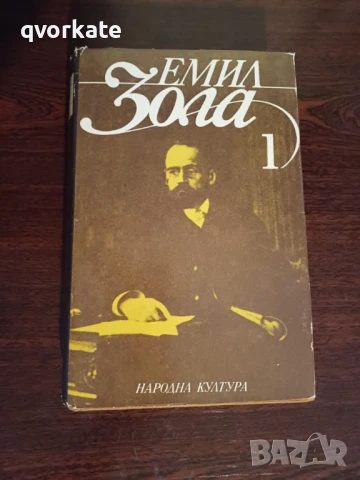 qvorkate
ЕМИЛ
Зола
1
НАРОДНА КУЛТУРА
BAZAR